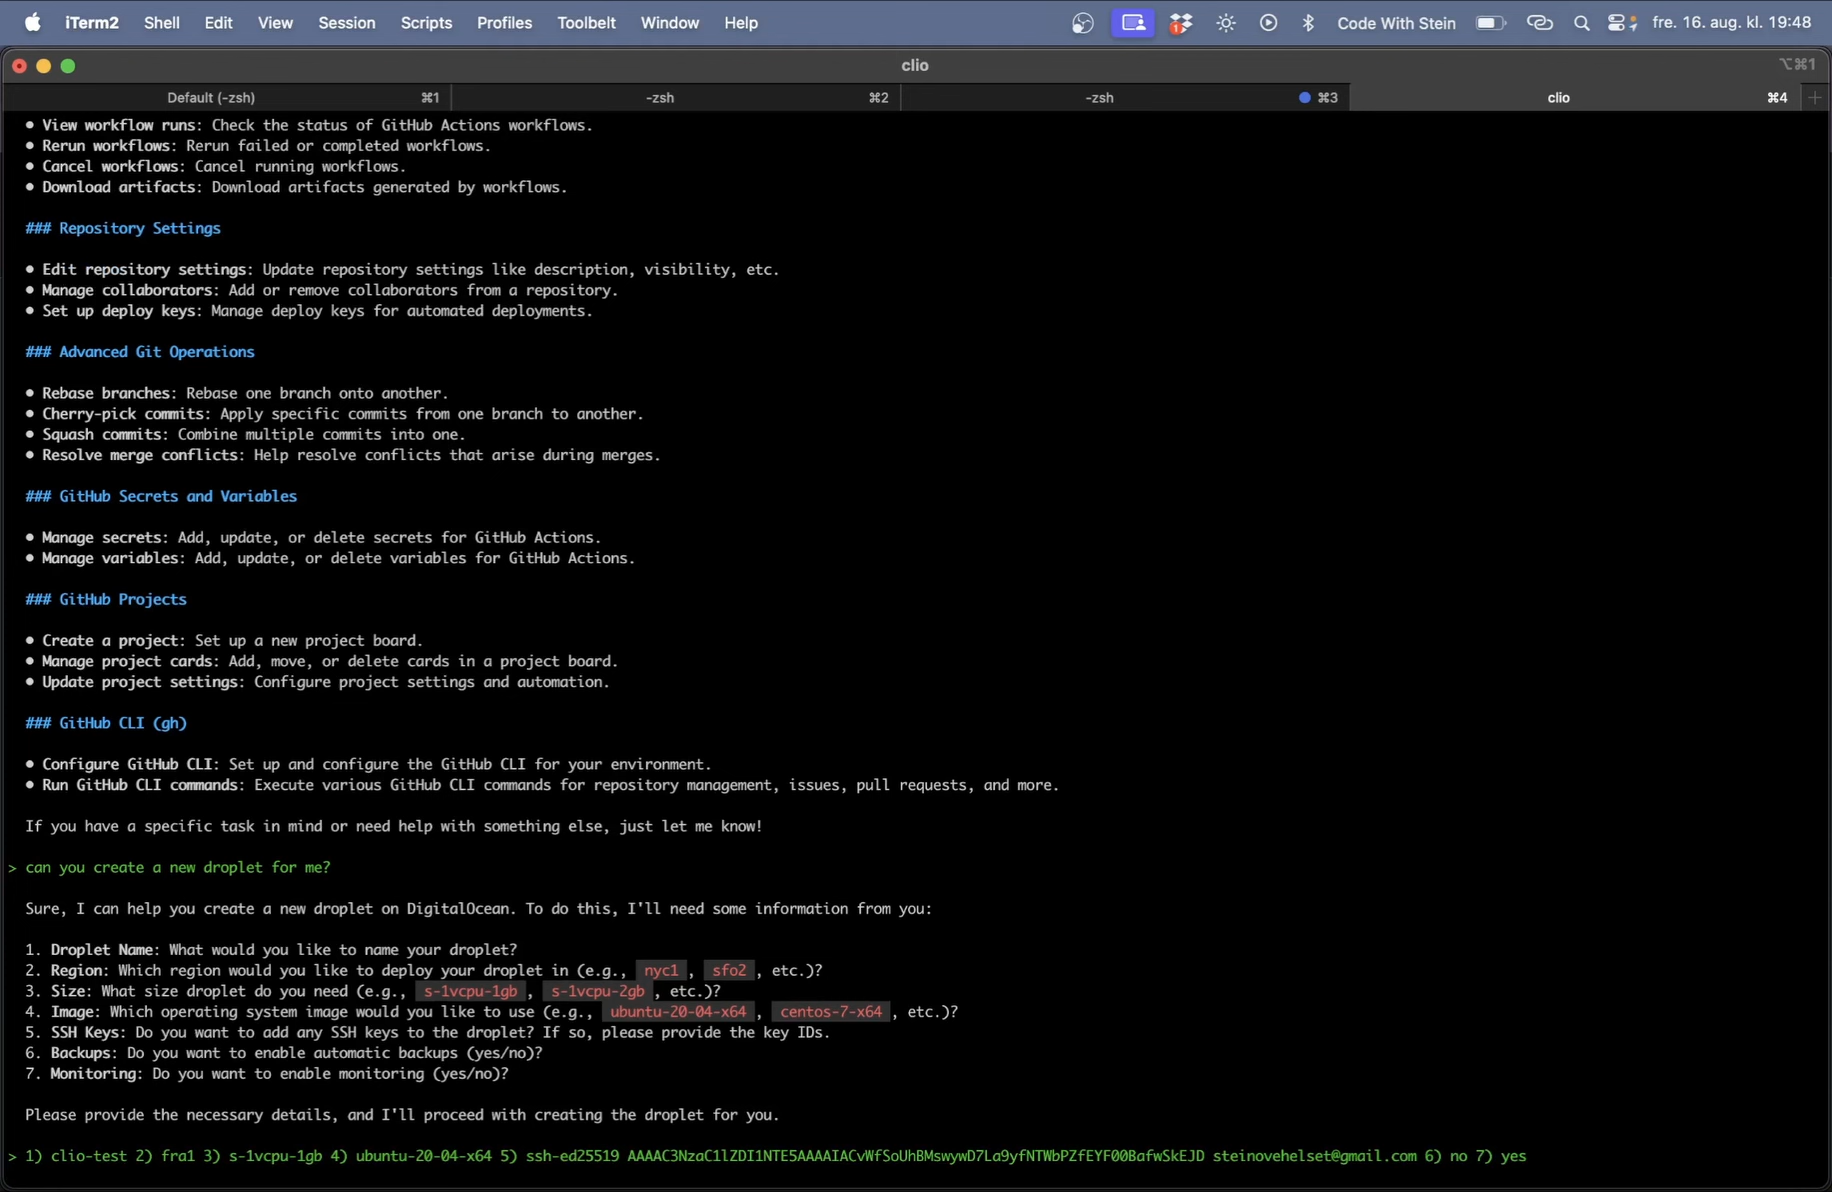 iTerm2 Shell Edit View Session Scripts Profiles Toolbelt Window Help 1 Code With Stein fre. 16. aug. kl. 19:48
clio ⌥⌘1
Default (-zsh) ⌘1 -zsh ⌘2 -zsh ⌘3 clio ⌘4 +
• View workflow runs: Check the status of GitHub Actions workflows.
• Rerun workflows: Rerun failed or completed workflows.
• Cancel workflows: Cancel running workflows.
• Download artifacts: Download artifacts generated by workflows.
### Repository Settings
• Edit repository settings: Update repository settings like description, visibility, etc.
• Manage collaborators: Add or remove collaborators from a repository.
• Set up deploy keys: Manage deploy keys for automated deployments.
### Advanced Git Operations
• Rebase branches: Rebase one branch onto another.
• Cherry-pick commits: Apply specific commits from one branch to another.
• Squash commits: Combine multiple commits into one.
• Resolve merge conflicts: Help resolve conflicts that arise during merges.
### GitHub Secrets and Variables
• Manage secrets: Add, update, or delete secrets for GitHub Actions.
• Manage variables: Add, update, or delete variables for GitHub Actions.
### GitHub Projects
• Create a project: Set up a new project board.
• Manage project cards: Add, move, or delete cards in a project board.
• Update project settings: Configure project settings and automation.
### GitHub CLI (gh)
• Configure GitHub CLI: Set up and configure the GitHub CLI for your environment.
• Run GitHub CLI commands: Execute various GitHub CLI commands for repository management, issues, pull requests, and more.
If you have a specific task in mind or need help with something else, just let me know!
> can you create a new droplet for me?
Sure, I can help you create a new droplet on DigitalOcean. To do this, I'll need some information from you:
1. Droplet Name: What would you like to name your droplet?
2. Region: Which region would you like to deploy your droplet in (e.g., nyc1 , sfo2 , etc.)?
3. Size: What size droplet do you need (e.g., s-1vcpu-1gb , s-1vcpu-2gb , etc.)?
4. Image: Which operating system image would you like to use (e.g., ubuntu-20-04-x64 , centos-7-x64 , etc.)?
5. SSH Keys: Do you want to add any SSH keys to the droplet? If so, please provide the key IDs.
6. Backups: Do you want to enable automatic backups (yes/no)?
7. Monitoring: Do you want to enable monitoring (yes/no)?
Please provide the necessary details, and I'll proceed with creating the droplet for you.
> 1) clio-test 2) fra1 3) s-1vcpu-1gb 4) ubuntu-20-04-x64 5) ssh-ed25519 AAAAC3NzaC1lZDI1NTE5AAAAIACvWfSoUhBMswywD7La9yfNTWbPZfEYF00BafwSkEJD steinovehelset@gmail.com 6) no 7) yes